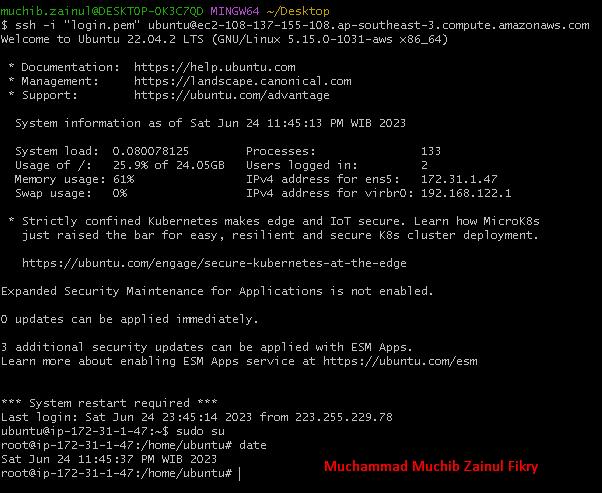 muchib.zainul@DESKTOP-OK3C7QD MINGW64 ~/Desktop
$ ssh -i "login.pem" ubuntu@ec2-108-137-155-108.ap-southeast-3.compute.amazonaws.com
Welcome to Ubuntu 22.04.2 LTS (GNU/Linux 5.15.0-1031-aws x86_64)

 * Documentation:  https://help.ubuntu.com
 * Management:     https://landscape.canonical.com
 * Support:        https://ubuntu.com/advantage

  System information as of Sat Jun 24 11:45:13 PM WIB 2023

  System load:  0.080078125        Processes:               133
  Usage of /:   25.9% of 24.05GB   Users logged in:         2
  Memory usage: 61%                IPv4 address for ens5:   172.31.1.47
  Swap usage:   0%                 IPv4 address for virbr0: 192.168.122.1

 * Strictly confined Kubernetes makes edge and IoT secure. Learn how MicroK8s
   just raised the bar for easy, resilient and secure K8s cluster deployment.

   https://ubuntu.com/engage/secure-kubernetes-at-the-edge

Expanded Security Maintenance for Applications is not enabled.

0 updates can be applied immediately.

3 additional security updates can be applied with ESM Apps.
Learn more about enabling ESM Apps service at https://ubuntu.com/esm

*** System restart required ***
Last login: Sat Jun 24 23:45:14 2023 from 223.255.229.78
ubuntu@ip-172-31-1-47:~$ sudo su
root@ip-172-31-1-47:/home/ubuntu# date
Sat Jun 24 11:45:37 PM WIB 2023
root@ip-172-31-1-47:/home/ubuntu#
Muchammad Muchib Zainul Fikry